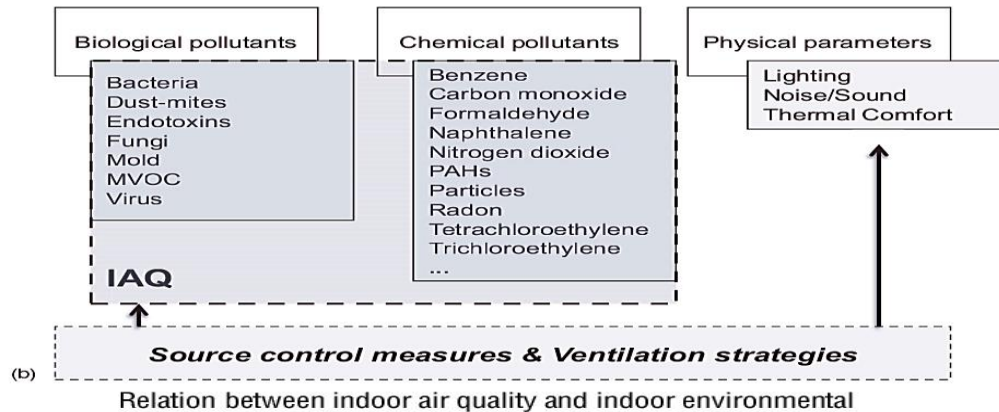 Biological pollutants
Bacteria
Dust-mites
Endotoxins
Fungi
Mold
MVOC
Virus
Chemical pollutants
Benzene
Carbon monoxide
Formaldehyde
Naphthalene
Nitrogen dioxide
PAHs
Particles
Radon
Tetrachloroethylene
Trichloroethylene
...
Physical parameters
Lighting
Noise/Sound
Thermal Comfort
IAQ
Source control measures & Ventilation strategies
(b)
Relation between indoor air quality and indoor environmental